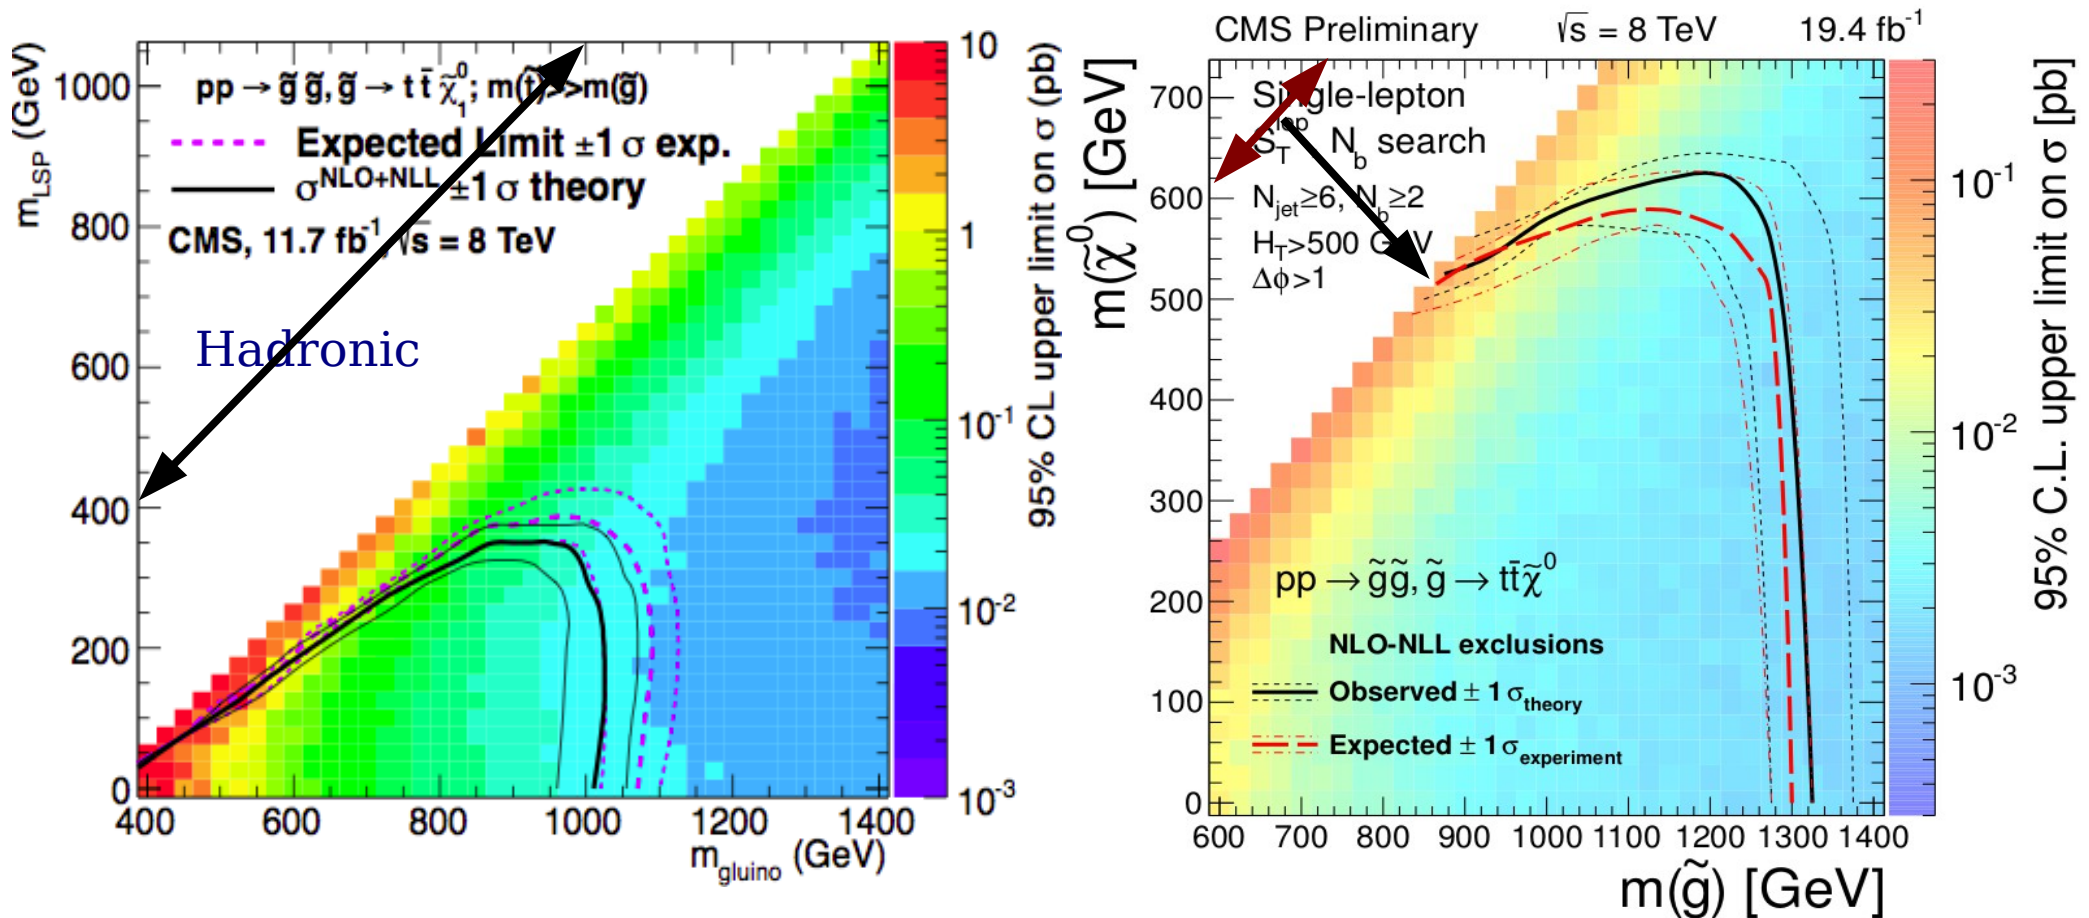 pp → g̃ g̃, g̃ → t t̄ χ̃⁰₁; m(t̃)>>m(g̃)
Expected Limit ±1 σ exp.
σ^NLO+NLL ±1 σ theory
CMS, 11.7 fb⁻¹, √s = 8 TeV
Hadronic
m_LSP (GeV)
1000
800
600
400
200
0
400 600 800 1000 1200 1400
m_gluino (GeV)
10
1
10⁻¹
10⁻²
10⁻³
95% CL upper limit on σ (pb)
CMS Preliminary √s = 8 TeV 19.4 fb⁻¹
Single-lepton
S_T^lep N_b search
N_jet≥6, N_b≥2
H_T>500 GeV
Δϕ>1
pp → g̃g̃, g̃ → tt̄χ̃⁰
NLO-NLL exclusions
Observed ± 1 σ_theory
Expected ± 1 σ_experiment
m(χ̃⁰) [GeV]
700
600
500
400
300
200
100
0
600 700 800 900 1000 1100 1200 1300 1400
m(g̃) [GeV]
10⁻¹
10⁻²
10⁻³
95% C.L. upper limit on σ [pb]